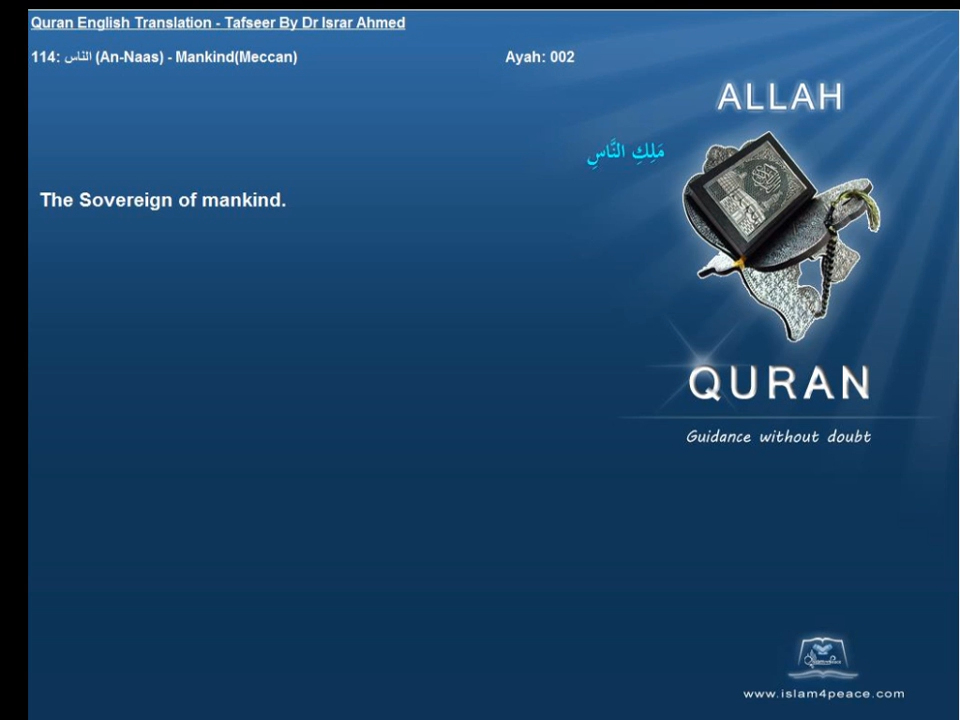 Quran English Translation - Tafseer By Dr Israr Ahmed
114: الناس (An-Naas) - Mankind(Meccan) Ayah: 002
ALLAH
مَلِكِ النَّاسِ
The Sovereign of mankind.
QURAN
Guidance without doubt
www.islam4peace.com